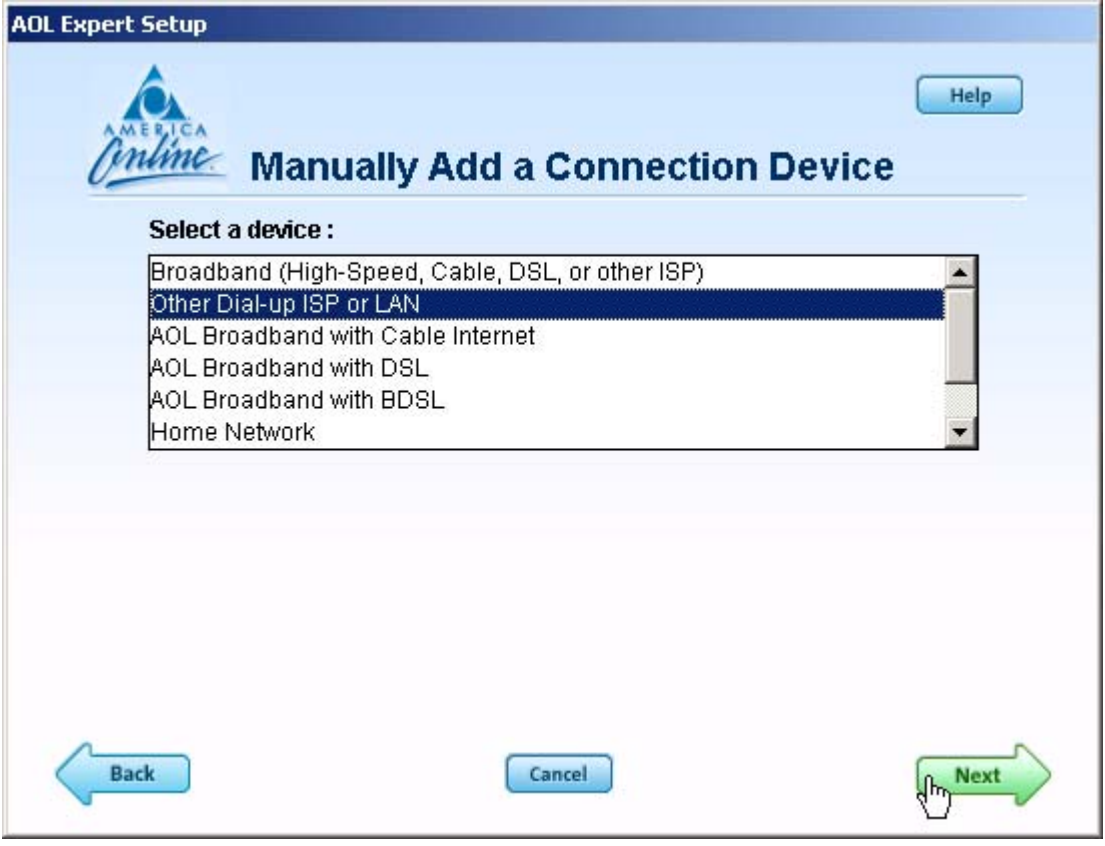 AOL Expert Setup
Help
AMERICA
Online
Manually Add a Connection Device
Select a device :
Broadband (High-Speed, Cable, DSL, or other ISP)
Other Dial-up ISP or LAN
AOL Broadband with Cable Internet
AOL Broadband with DSL
AOL Broadband with BDSL
Home Network
Back
Cancel
Next